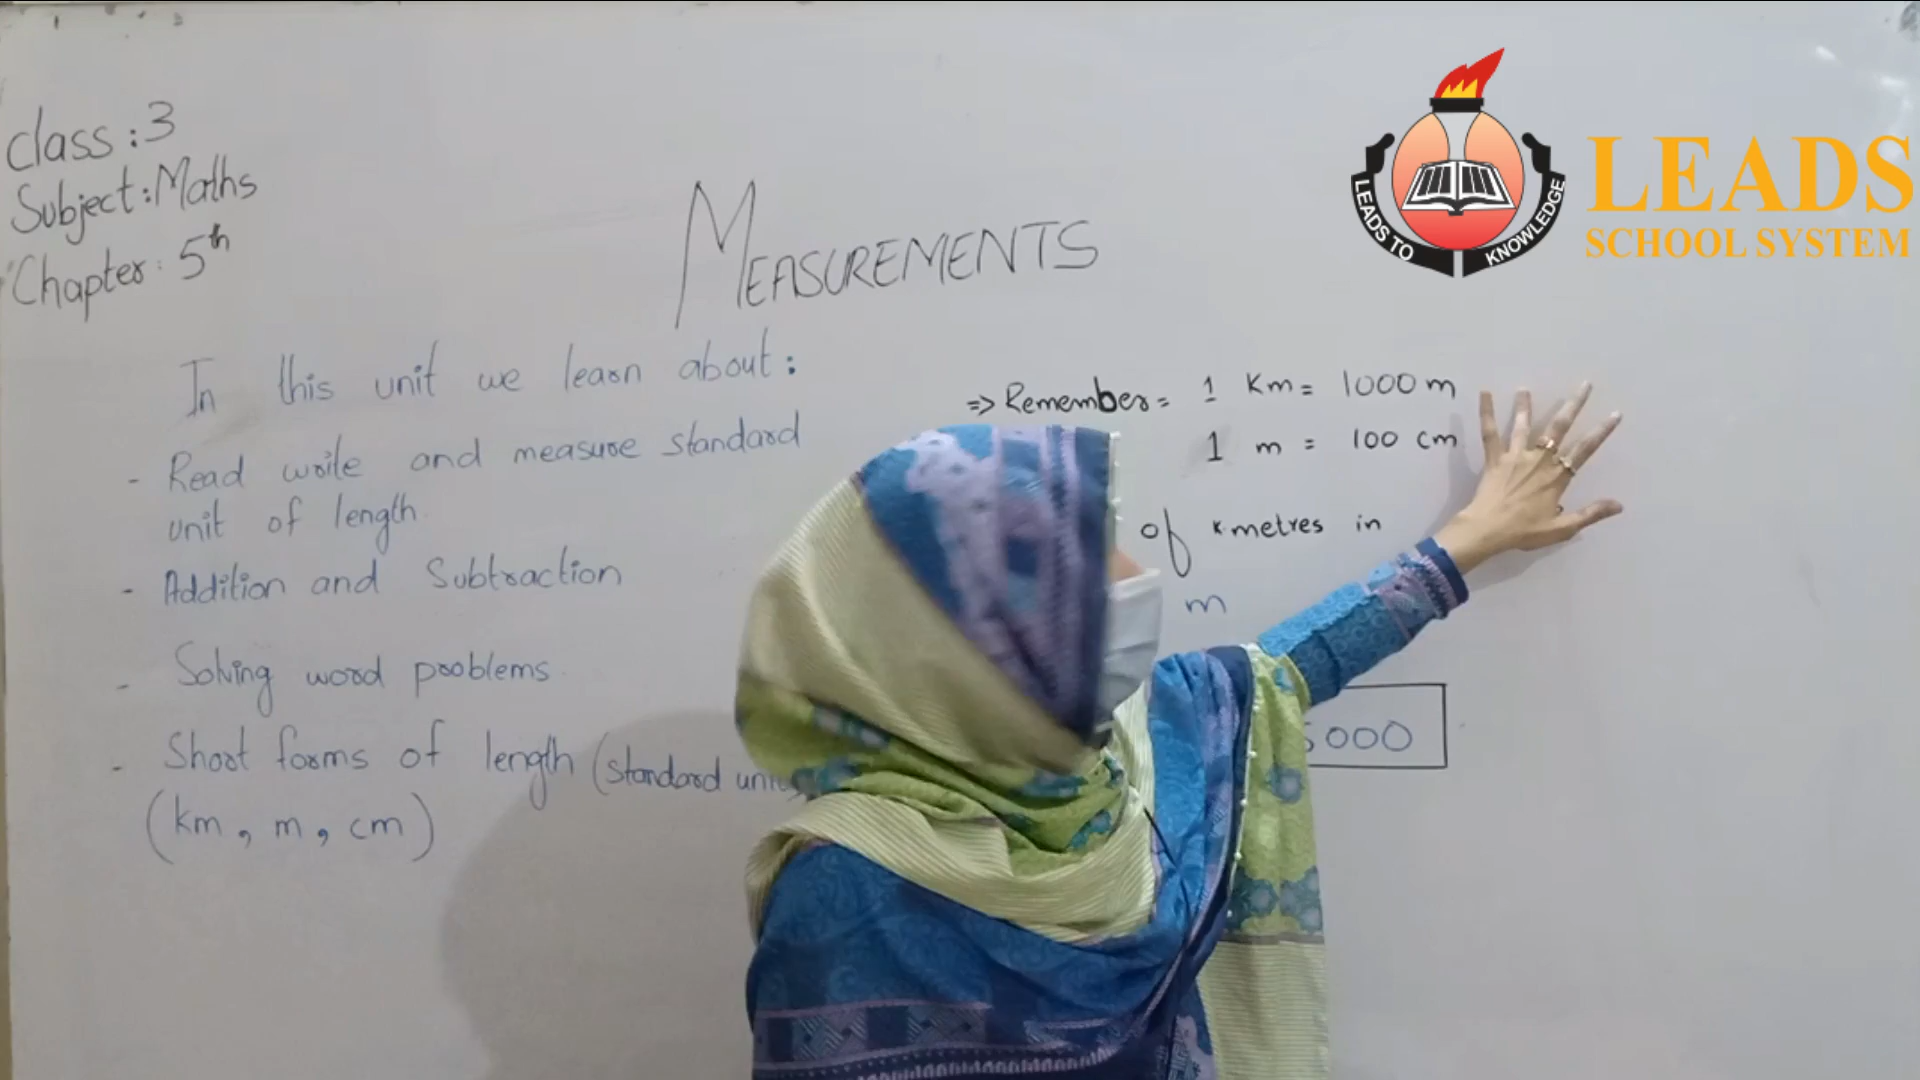 Class : 3
Subject : Maths
Chapter : 5th
MEASUREMENTS
In this unit we learn about :
- Read write and measure standard
unit of length.
- Addition and Subtraction
- Solving word problems.
- Short forms of length (standard
(km, m, cm)
=> Remember = 1 Km = 1000 m
1 m = 100 cm
of kmetres in
m
000
LEADS TO KNOWLEDGE
LEADS
SCHOOL SYSTEM